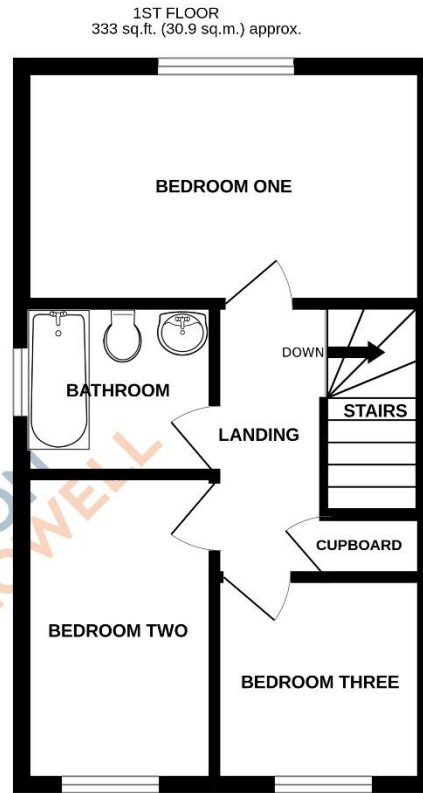 1ST FLOOR
333 sq.ft. (30.9 sq.m.) approx.
BEDROOM ONE
DOWN
BATHROOM
STAIRS
LANDING
CUPBOARD
BEDROOM TWO
BEDROOM THREE